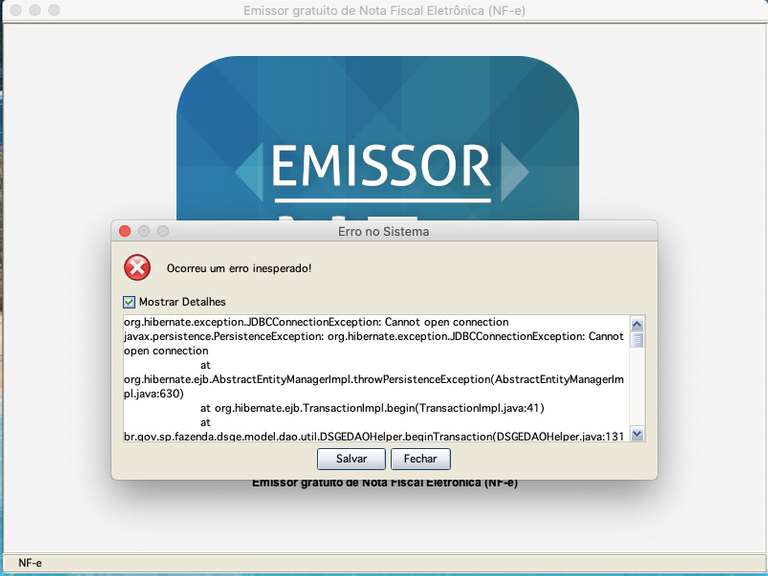 Emissor gratuito de Nota Fiscal Eletrônica (NF-e)
EMISSOR
Erro no Sistema
Ocorreu um erro inesperado!
Mostrar Detalhes
org.hibernate.exception.JDBCConnectionException: Cannot open connection
javax.persistence.PersistenceException: org.hibernate.exception.JDBCConnectionException: Cannot
open connection
at
org.hibernate.ejb.AbstractEntityManagerImpl.throwPersistenceException(AbstractEntityManagerIm
pl.java:630)
at org.hibernate.ejb.TransactionImpl.begin(TransactionImpl.java:41)
at
br.gov.sp.fazenda.dsge.model.dao.util.DSGEDAOHelper.beginTransaction(DSGEDAOHelper.java:131
Salvar Fechar
Emissor gratuito de Nota Fiscal Eletrônica (NF-e)
NF-e